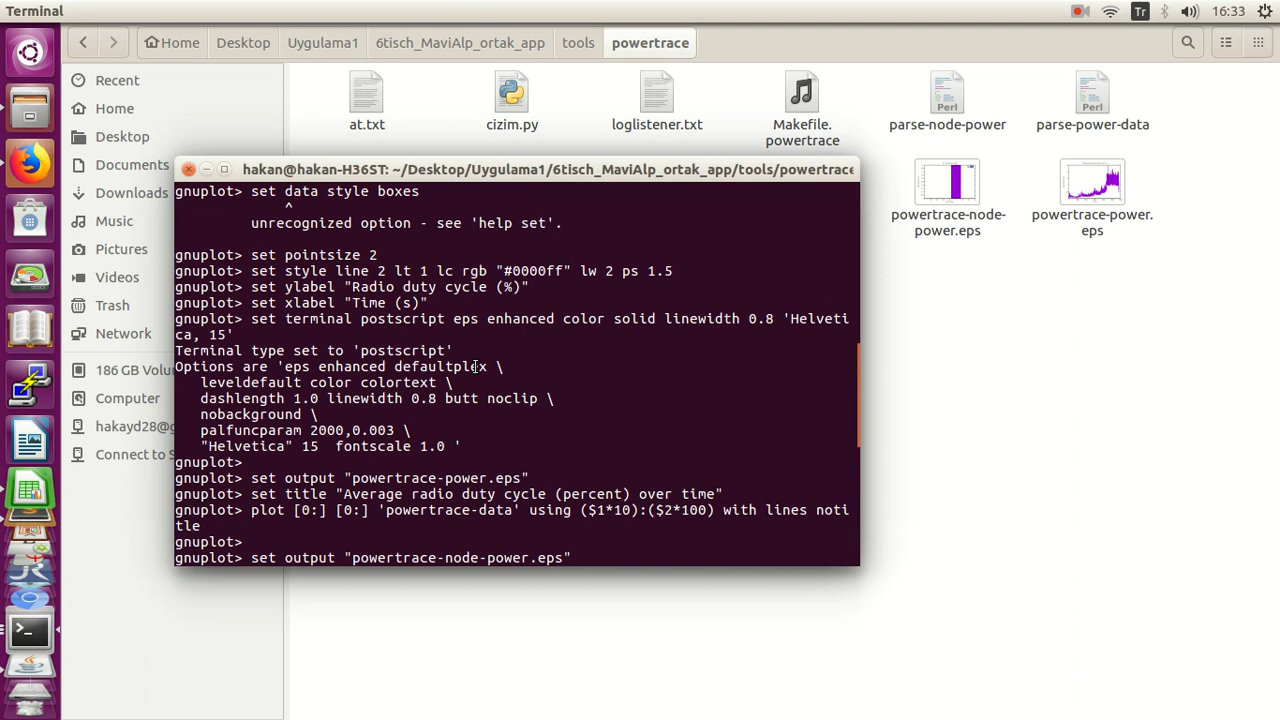 Terminal
Tr
16:33
Home
Desktop
Uygulama1
6tisch_MaviAlp_ortak_app
tools
powertrace
Recent
Home
Desktop
Documents
Downloads
Music
Pictures
Videos
Trash
Network
186 GB Volu
Computer
hakayd28@g
Connect to S
at.txt
cizim.py
loglistener.txt
Makefile.
powertrace
parse-node-power
Perl
parse-power-data
Perl
powertrace-node-
power.eps
powertrace-power.
eps
hakan@hakan-H36ST: ~/Desktop/Uygulama1/6tisch_MaviAlp_ortak_app/tools/powertrace
gnuplot> set data style boxes
^
unrecognized option - see 'help set'.
gnuplot> set pointsize 2
gnuplot> set style line 2 lt 1 lc rgb "#0000ff" lw 2 ps 1.5
gnuplot> set ylabel "Radio duty cycle (%)"
gnuplot> set xlabel "Time (s)"
gnuplot> set terminal postscript eps enhanced color solid linewidth 0.8 'Helveti
ca, 15'
Terminal type set to 'postscript'
Options are 'eps enhanced defaultplex \
leveldefault color colortext \
dashlength 1.0 linewidth 0.8 butt noclip \
nobackground \
palfuncparam 2000,0.003 \
"Helvetica" 15  fontscale 1.0 '
gnuplot>
gnuplot> set output "powertrace-power.eps"
gnuplot> set title "Average radio duty cycle (percent) over time"
gnuplot> plot [0:] [0:] 'powertrace-data' using ($1*10):($2*100) with lines noti
tle
gnuplot>
gnuplot> set output "powertrace-node-power.eps"